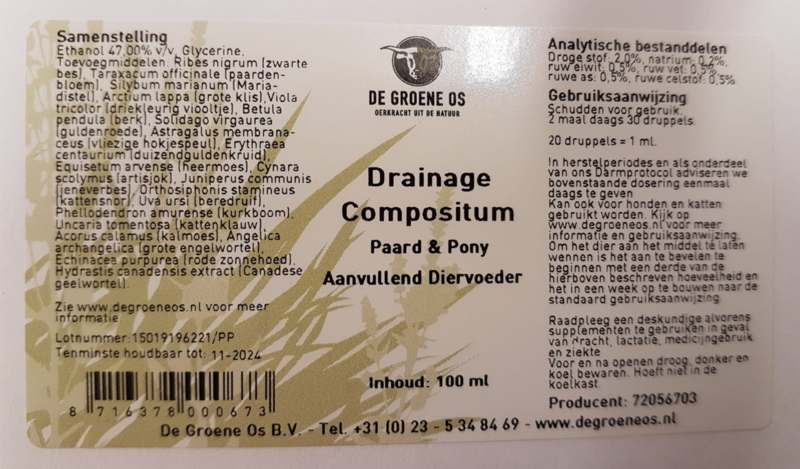 Samenstelling
Ethanol 47,00% v/v, Glycerine,
Toevoegmiddelen: Ribes nigrum (zwarte
bes), Taraxacum officinale (paarden-
bloem), Silybum marianum (Maria-
distel), Arctium lappa (grote klis),Viola
tricolor (driekleurig viooltje), Betula
pendula (berk), Solidago virgaurea
(guldenroede), Astragalus membrana-
ceus (vliezige hokjespeul), Erythraea
centaurium (duizendguldenkruid),
Equisetum arvense (heermoes), Cynara
scolymus (artisjok), Juniperus communis
(jeneverbes), Orthosiphonis stamineus
(kattensnor), Uva ursi (beredruif),
Phellodendron amurense (kurkboom),
Uncaria tomentosa (kattenklauw),
Acorus calamus (kalmoes), Angelica
archangelica (grote engelwortel),
Echinacea purpurea (rode zonnehoed),
Hydrastis canadensis extract (Canadese
geelwortel).
Zie www.degroeneos.nl voor meer
informatie.
Lotnummer:15019196221/PP
Tenminste houdbaar tot: 11-2024
8 716378 000673
DE GROENE OS
OERKRACHT UIT DE NATUUR
Drainage
Compositum
Paard & Pony
Aanvullend Diervoeder
Inhoud: 100 ml
Analytische bestanddelen
Droge stof: 2,0%, natrium: 0,2%,
ruw eiwit: 0,5%, ruw vet: 0,5%,
ruwe as: 0,5%, ruwe celstof: 0,5%.
Gebruiksaanwijzing
Schudden voor gebruik.
2 maal daags 30 druppels.
20 druppels = 1 ml.
In herstelperiodes en als onderdeel
van ons Darmprotocol adviseren we
bovenstaande dosering eenmaal
daags te geven
Kan ook voor honden en katten
gebruikt worden. Kijk op
www.degroeneos.nl voor meer
informatie en gebruiksaanwijzing.
Om het dier aan het middel te laten
wennen is het aan te bevelen te
beginnen met een derde van de
hierboven beschreven hoeveelheid en
het in een week op te bouwen naar de
standaard gebruiksaanwijzing.
Raadpleeg een deskundige alvorens
supplementen te gebruiken in geval
van dracht, lactatie, medicijngebruik
en ziekte
Voor en na openen droog, donker en
koel bewaren. Hoeft niet in de
koelkast.
Producent: 72056703
De Groene Os B.V. - Tel. +31 (0) 23 - 5 34 84 69 - www.degroeneos.nl